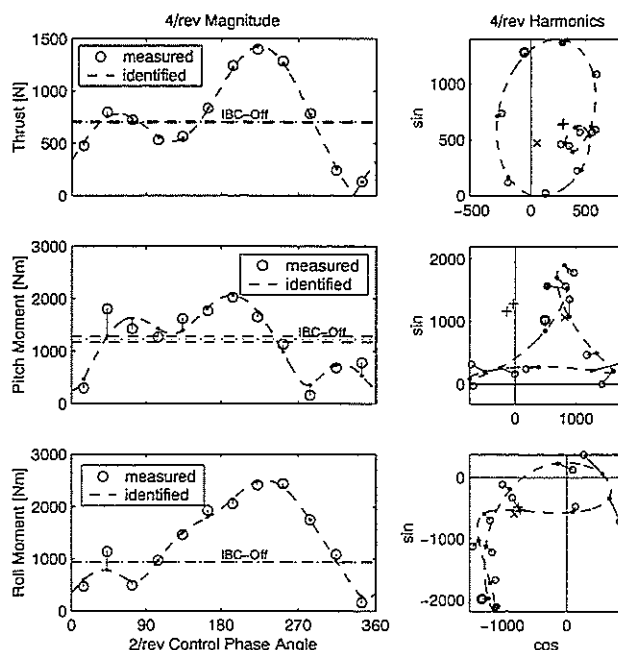 4/rev Magnitude
4/rev Harmonics
1500
1000
500
0
Thrust [N]
measured
identified
IBC-Off
1000
500
0
sin
-500
0
500
3000
2000
1000
0
Pitch Moment [Nm]
measured
identified
IBC-Off
2000
1000
0
sin
0
1000
3000
2000
1000
0
Roll Moment [Nm]
measured
identified
IBC-Off
0
90
180
270
360
2/rev Control Phase Angle
0
-1000
-2000
sin
-1000
0
cos